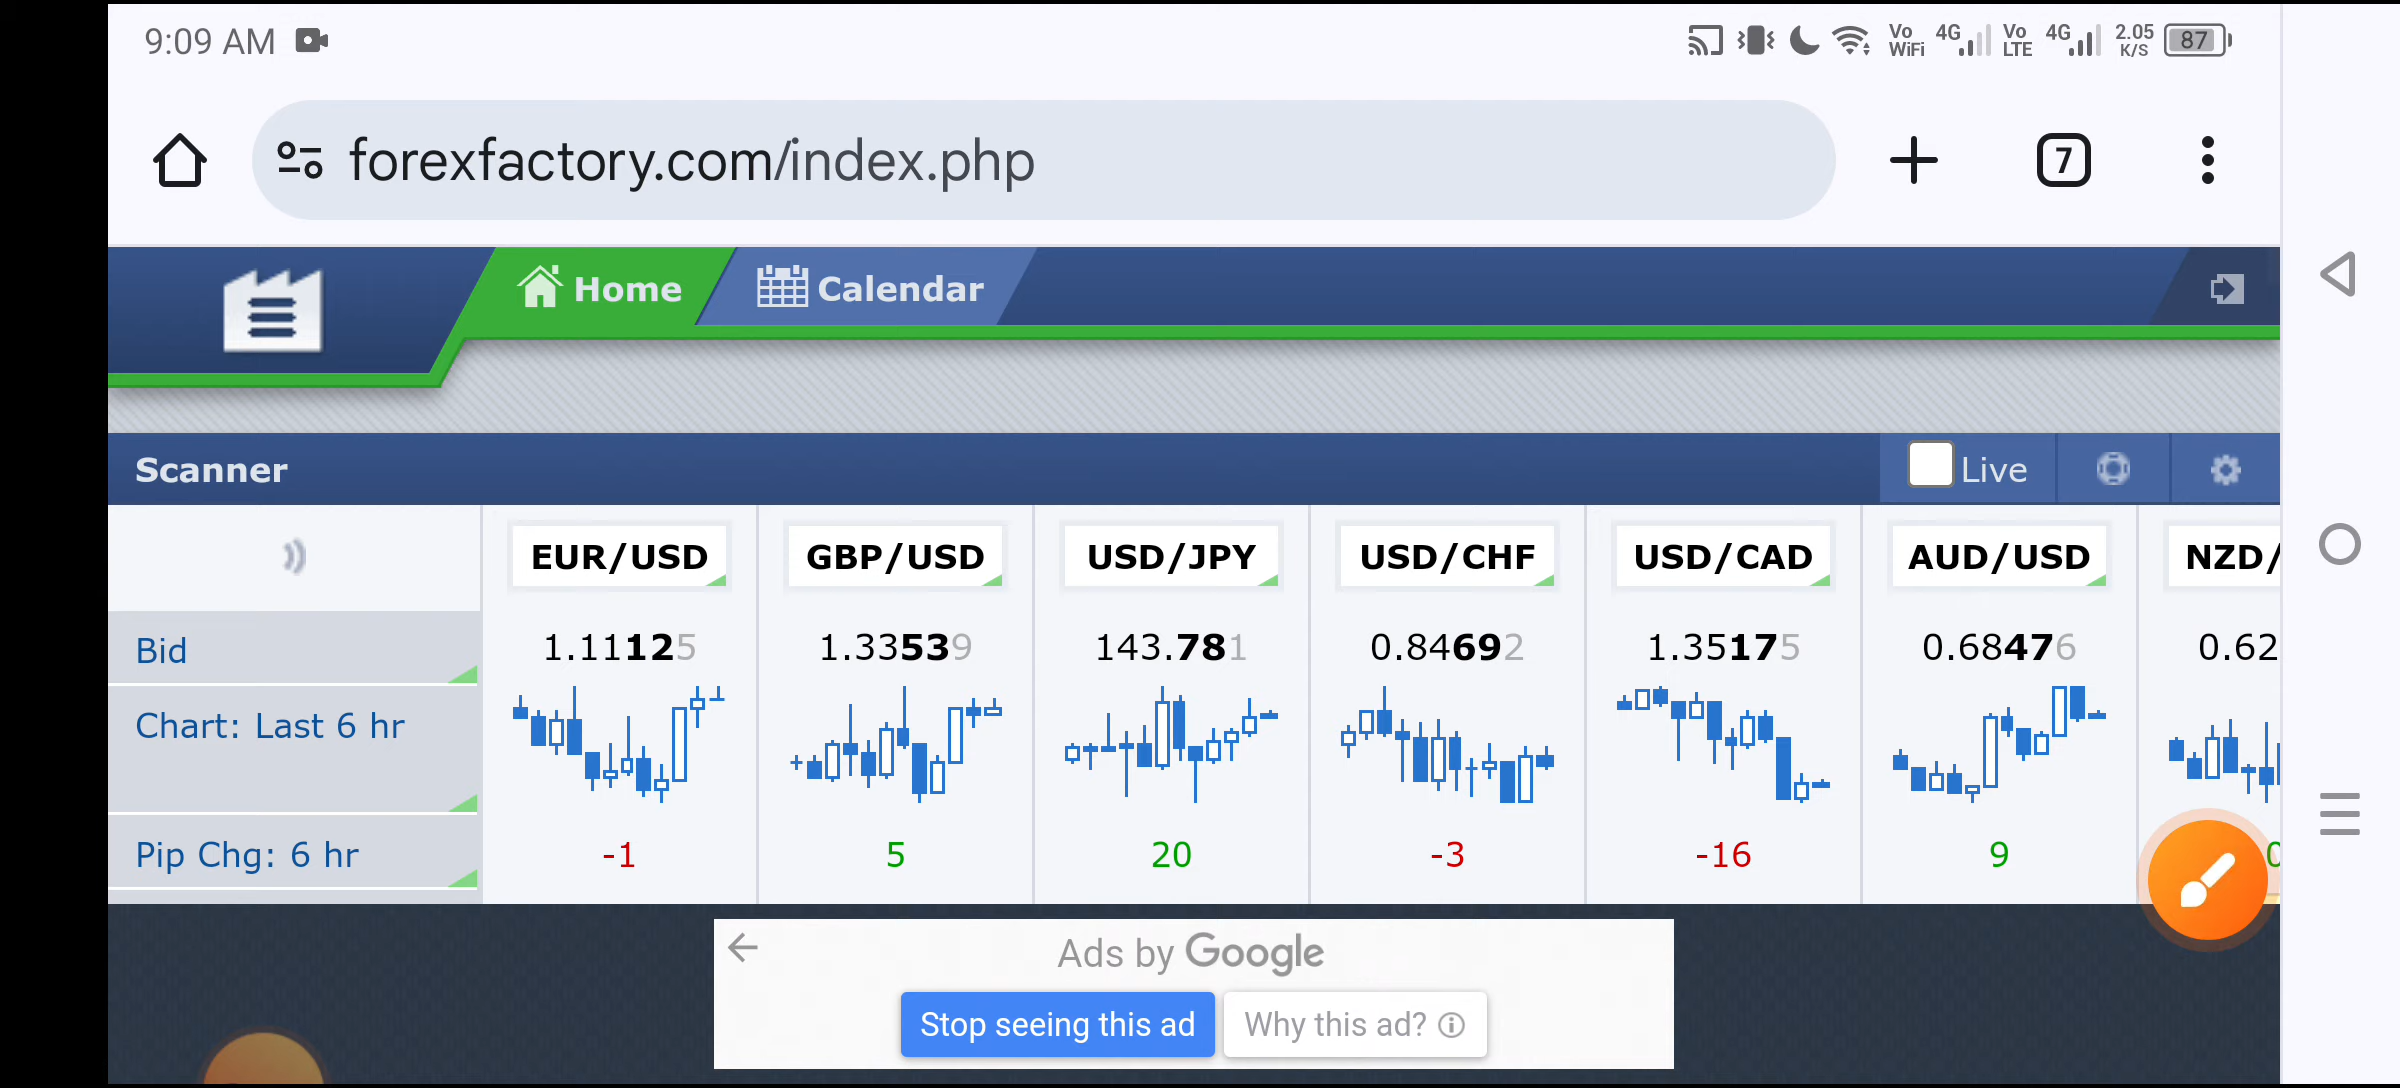 9:09 AM Vo WiFi 4G Vo LTE 4G 2.05 K/S 87
forexfactory.com/index.php 7
Home Calendar
Scanner Live
EUR/USD GBP/USD USD/JPY USD/CHF USD/CAD AUD/USD NZD/
Bid 1.11125 1.33539 143.781 0.84692 1.35175 0.68476 0.62
Chart: Last 6 hr
Pip Chg: 6 hr -1 5 20 -3 -16 9
Ads by Google
Stop seeing this ad Why this ad?